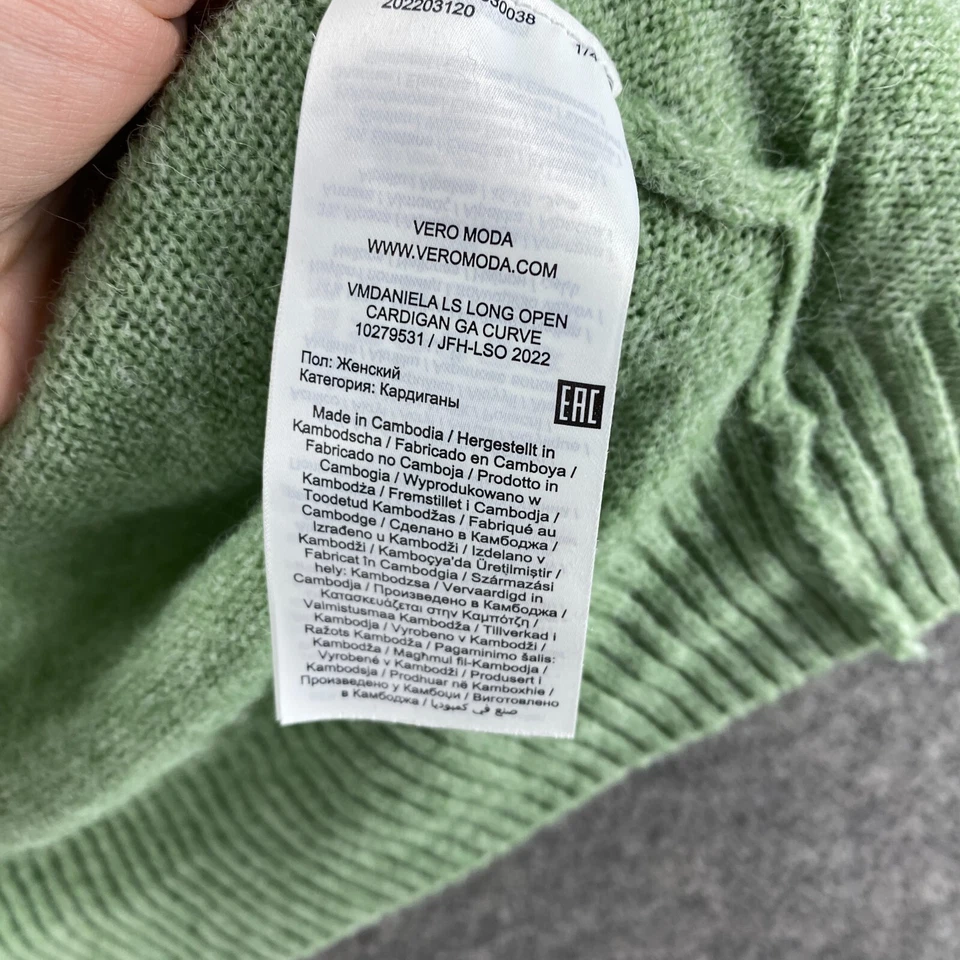 30038
202203120
1/4
VERO MODA
WWW.VEROMODA.COM
VMDANIELA LS LONG OPEN
CARDIGAN GA CURVE
10279531 / JFH-LSO 2022
Пол: Женский
Категория: Кардиганы
EAC
Made in Cambodia / Hergestellt in
Kambodscha / Fabricado en Camboya /
Fabricado no Camboja / Prodotto in
Cambogia / Wyprodukowano w
Kambodża / Fremstillet i Cambodja /
Toodetud Kambodžas / Fabriqué au
Cambodge / Сделано в Камбоджа /
Izrađeno u Kambodži / Izdelano v
Kambodži / Kamboçya'da Üretilmiştir /
Fabricat în Cambodgia / Származási
hely: Kambodzsa / Vervaardigd in
Cambodja / Произведено в Камбоджа /
Κατασκευάζεται στην Καμπότζη /
Valmistusmaa Kambodža / Tillverkad i
Kambodja / Vyrobeno v Kambodži /
Ražots Kambodža / Pagaminimo šalis:
Kambodža / Magħmul fil-Kambodja /
Vyrobené v Kambodži / Produsert i
Kambodsja / Prodhuar në Kamboxhie /
Произведено у Камбоџи / Виготовлено
в Камбоджа / صنع في كمبوديا